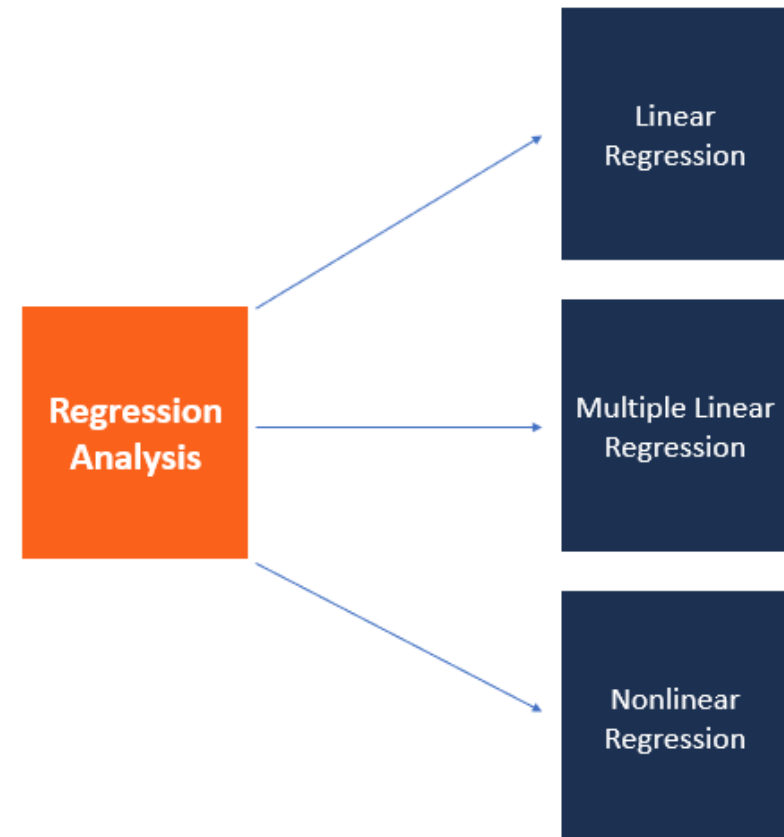 Regression
Analysis
Linear
Regression
Multiple Linear
Regression
Nonlinear
Regression